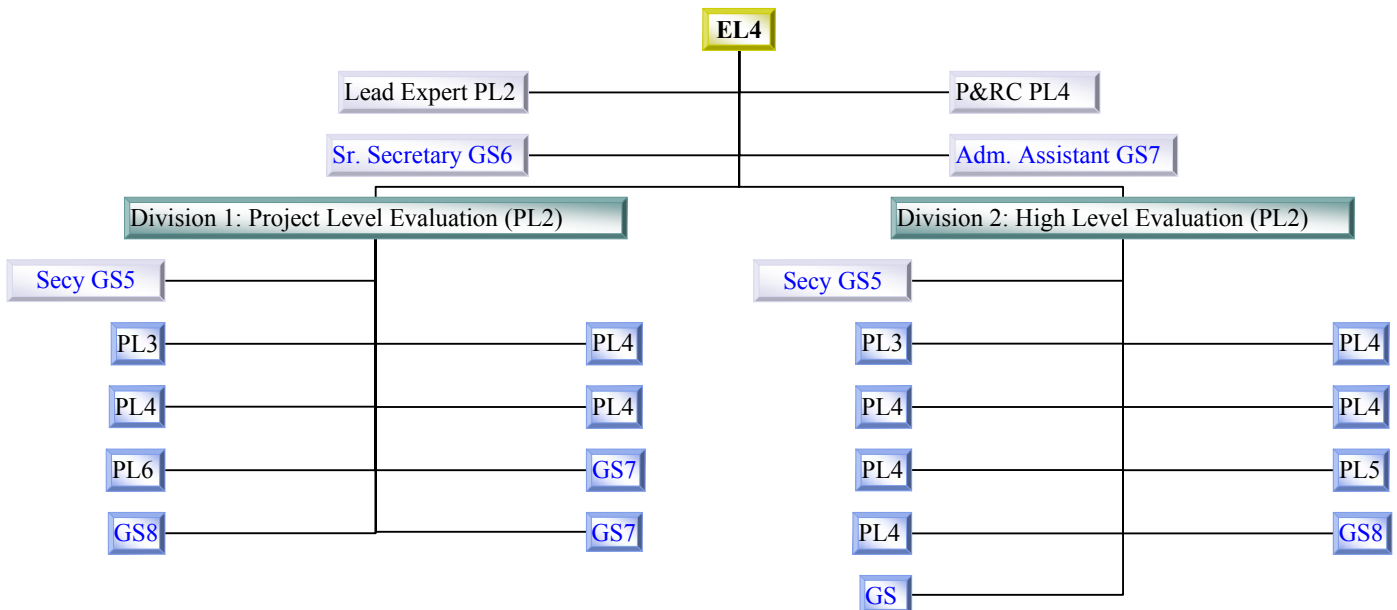 EL4
Lead Expert PL2
P&RC PL4
Sr. Secretary GS6
Adm. Assistant GS7
Division 1: Project Level Evaluation (PL2)
Division 2: High Level Evaluation (PL2)
Secy GS5
Secy GS5
PL3
PL4
PL3
PL4
PL4
PL4
PL4
PL4
PL6
GS7
PL4
PL5
GS8
GS7
PL4
GS8
GS